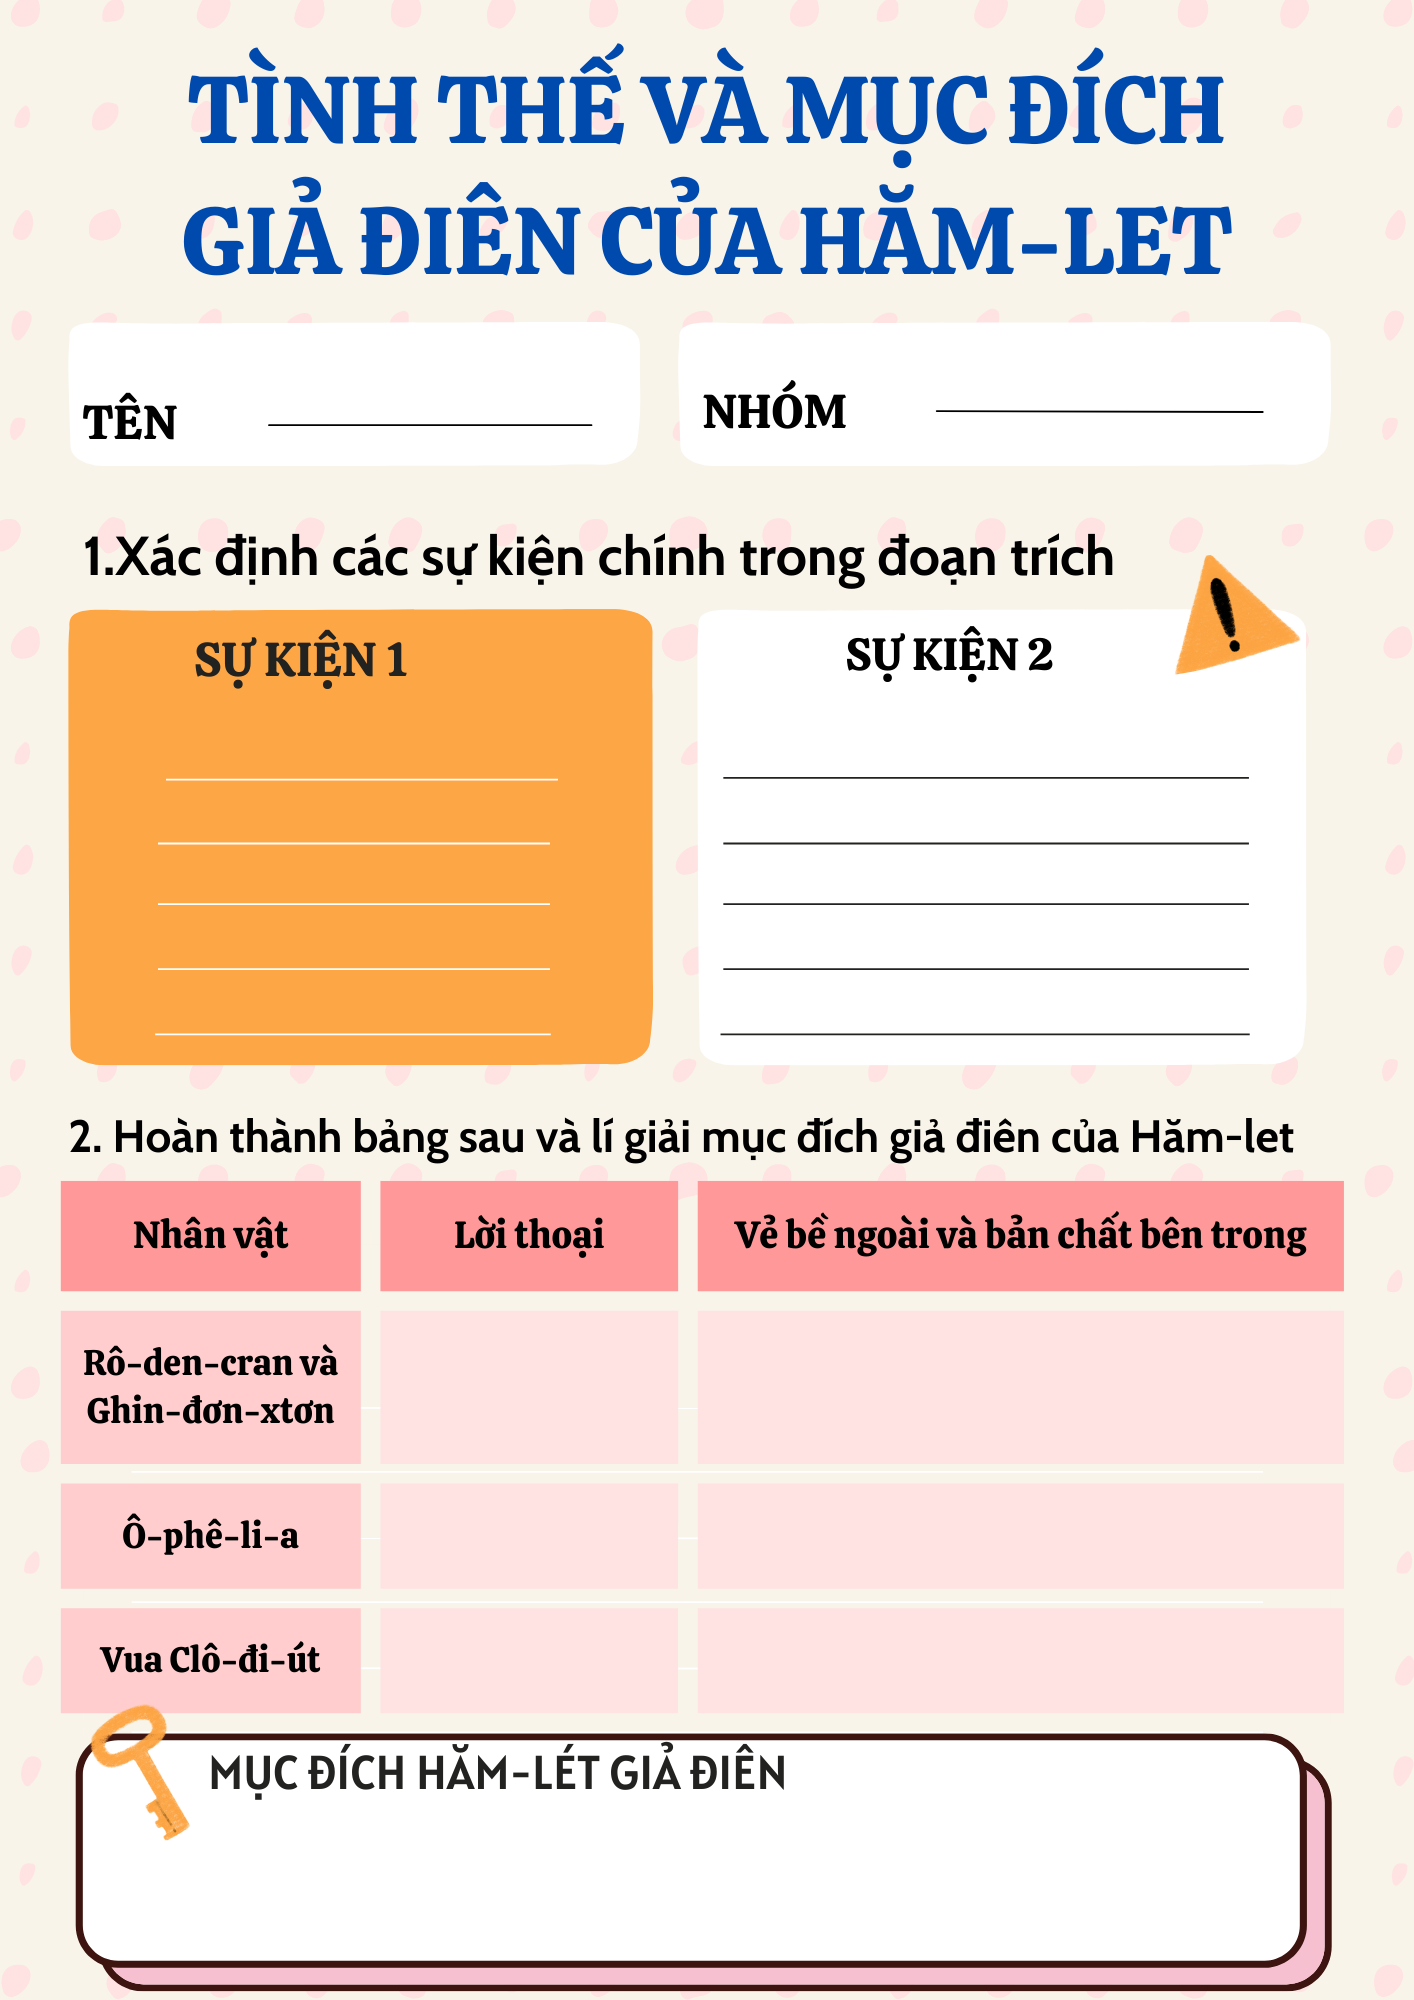 TÌNH THẾ VÀ MỤC ĐÍCH
GIẢ ĐIÊN CỦA HĂM-LET
TÊN
NHÓM
1.Xác định các sự kiện chính trong đoạn trích
SỰ KIỆN 1
SỰ KIỆN 2
2. Hoàn thành bảng sau và lí giải mục đích giả điên của Hăm-let
Nhân vật
Lời thoại
Vẻ bề ngoài và bản chất bên trong
Rô-den-cran và
Ghin-đơn-xtơn
Ô-phê-li-a
Vua Clô-đi-út
MỤC ĐÍCH HĂM-LÉT GIẢ ĐIÊN